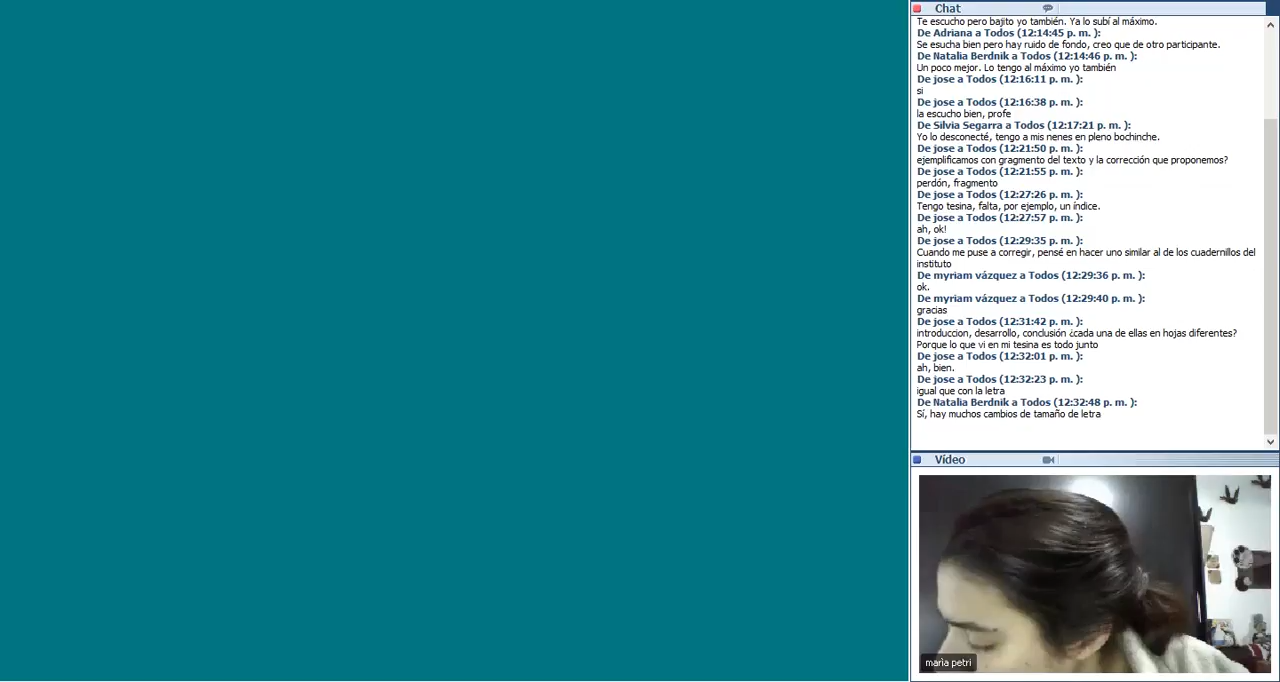 Chat
Te escucho pero bajito yo también. Ya lo subí al máximo.
De Adriana a Todos (12:14:45 p. m. ):
Se esucha bien pero hay ruido de fondo, creo que de otro participante.
De Natalia Berdnik a Todos (12:14:46 p. m. ):
Un poco mejor. Lo tengo al máximo yo también
De jose a Todos (12:16:11 p. m. ):
si
De jose a Todos (12:16:38 p. m. ):
la escucho bien, profe
De Silvia Segarra a Todos (12:17:21 p. m. ):
Yo lo desconecté, tengo a mis nenes en pleno bochinche.
De jose a Todos (12:21:50 p. m. ):
ejemplificamos con gragmento del texto y la corrección que proponemos?
De jose a Todos (12:21:55 p. m. ):
perdón, fragmento
De jose a Todos (12:27:26 p. m. ):
Tengo tesina, falta, por ejemplo, un índice.
De jose a Todos (12:27:57 p. m. ):
ah, ok!
De jose a Todos (12:29:35 p. m. ):
Cuando me puse a corregir, pensé en hacer uno similar al de los cuadernillos del
instituto
De myriam vázquez a Todos (12:29:36 p. m. ):
ok.
De myriam vázquez a Todos (12:29:40 p. m. ):
gracias
De jose a Todos (12:31:42 p. m. ):
introduccion, desarrollo, conclusión ¿cada una de ellas en hojas diferentes?
Porque lo que vi en mi tesina es todo junto
De jose a Todos (12:32:01 p. m. ):
ah, bien.
De jose a Todos (12:32:23 p. m. ):
igual que con la letra
De Natalia Berdnik a Todos (12:32:48 p. m. ):
Sí, hay muchos cambios de tamaño de letra
Vídeo
maria petri